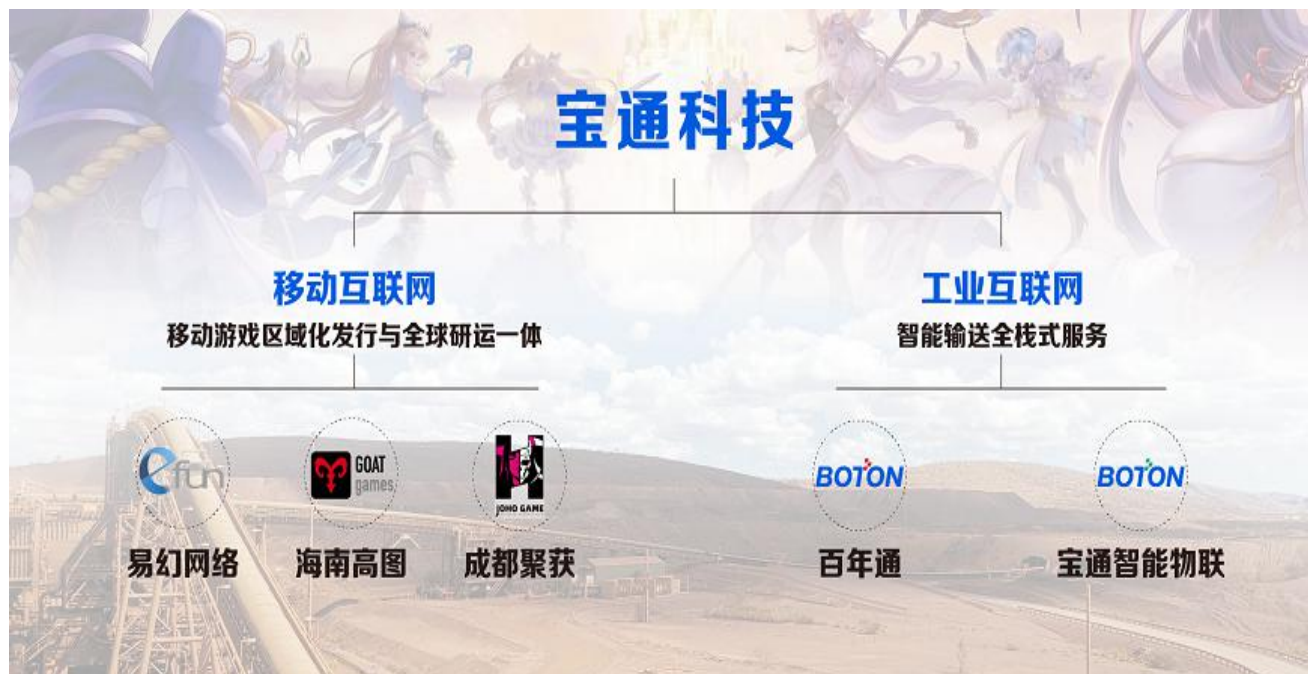 宝通科技
移动互联网
移动游戏区域化发行与全球研运一体
工业互联网
智能输送全栈式服务
efun
GOAT
games
JOHO GAME
BOTON
BOTON
易幻网络
海南高图
成都聚获
百年通
宝通智能物联